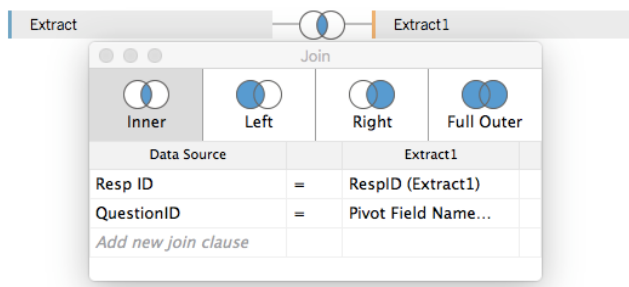 Extract Extract1
Join
Inner Left Right Full Outer
Data Source Extract1
Resp ID = RespID (Extract1)
QuestionID = Pivot Field Name...
Add new join clause